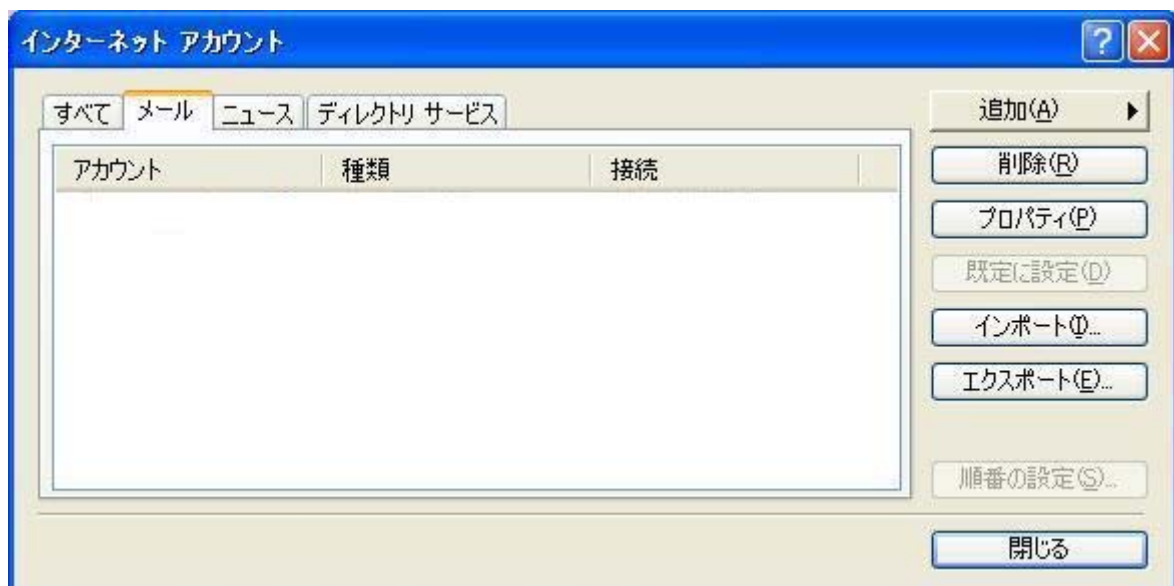 インターネット アカウント
すべて メール ニュース ディレクトリ サービス
アカウント 種類 接続
追加(A)
削除(R)
プロパティ(P)
既定に設定(D)
インポート(I)...
エクスポート(E)...
順番の設定(S)...
閉じる